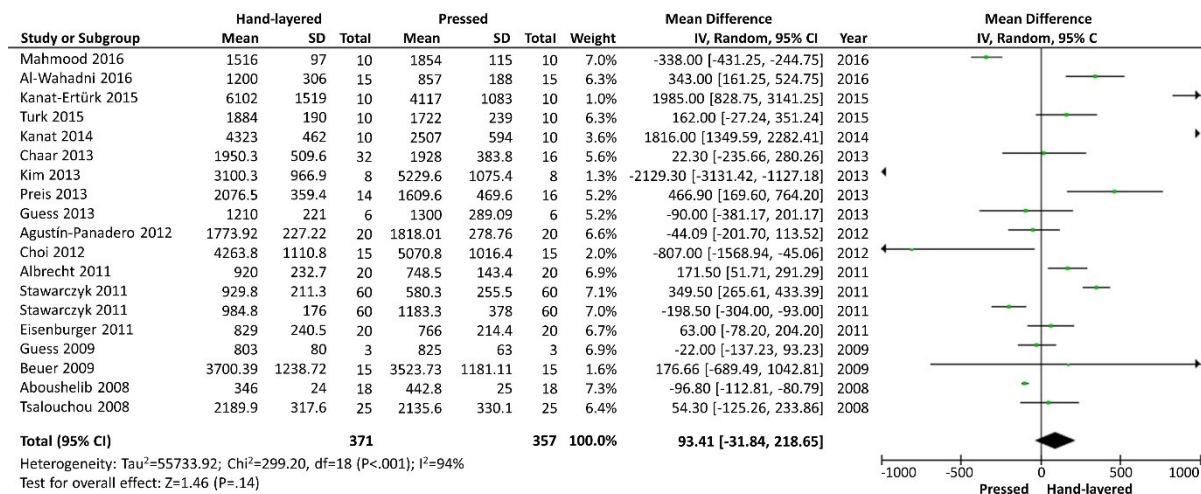 Hand-layered Pressed Mean Difference Mean Difference
Study or Subgroup Mean SD Total Mean SD Total Weight IV, Random, 95% CI Year IV, Random, 95% C
Mahmood 2016 1516 97 10 1854 115 10 7.0% -338.00 [-431.25, -244.75] 2016
Al-Wahadni 2016 1200 306 15 857 188 15 6.3% 343.00 [161.25, 524.75] 2016
Kanat-Ertürk 2015 6102 1519 10 4117 1083 10 1.0% 1985.00 [828.75, 3141.25] 2015
Turk 2015 1884 190 10 1722 239 10 6.3% 162.00 [-27.24, 351.24] 2015
Kanat 2014 4323 462 10 2507 594 10 3.6% 1816.00 [1349.59, 2282.41] 2014
Chaar 2013 1950.3 509.6 32 1928 383.8 16 5.6% 22.30 [-235.66, 280.26] 2013
Kim 2013 3100.3 966.9 8 5229.6 1075.4 8 1.3% -2129.30 [-3131.42, -1127.18] 2013
Preis 2013 2076.5 359.4 14 1609.6 469.6 16 5.2% 466.90 [169.60, 764.20] 2013
Guess 2013 1210 221 6 1300 289.09 6 5.2% -90.00 [-381.17, 201.17] 2013
Agustín-Panadero 2012 1773.92 227.22 20 1818.01 278.76 20 6.6% -44.09 [-201.70, 113.52] 2012
Choi 2012 4263.8 1110.8 15 5070.8 1016.4 15 1.9% -807.00 [-1568.94, -45.06] 2012
Albrecht 2011 920 232.7 20 748.5 143.4 20 6.9% 171.50 [51.71, 291.29] 2011
Stawarczyk 2011 929.8 211.3 60 580.3 255.5 60 7.1% 349.50 [265.61, 433.39] 2011
Stawarczyk 2011 984.8 176 60 1183.3 378 60 7.0% -198.50 [-304.00, -93.00] 2011
Eisenburger 2011 829 240.5 20 766 214.4 20 6.7% 63.00 [-78.20, 204.20] 2011
Guess 2009 803 80 3 825 63 3 6.9% -22.00 [-137.23, 93.23] 2009
Beuer 2009 3700.39 1238.72 15 3523.73 1181.11 15 1.6% 176.66 [-689.49, 1042.81] 2009
Aboushelib 2008 346 24 18 442.8 25 18 7.3% -96.80 [-112.81, -80.79] 2008
Tsalouchou 2008 2189.9 317.6 25 2135.6 330.1 25 6.4% 54.30 [-125.26, 233.86] 2008
Total (95% CI) 371 357 100.0% 93.41 [-31.84, 218.65]
Heterogeneity: Tau²=55733.92; Chi²=299.20, df=18 (P<.001); I²=94%
Test for overall effect: Z=1.46 (P=.14)
-1000 -500 0 500 1000
Pressed Hand-layered